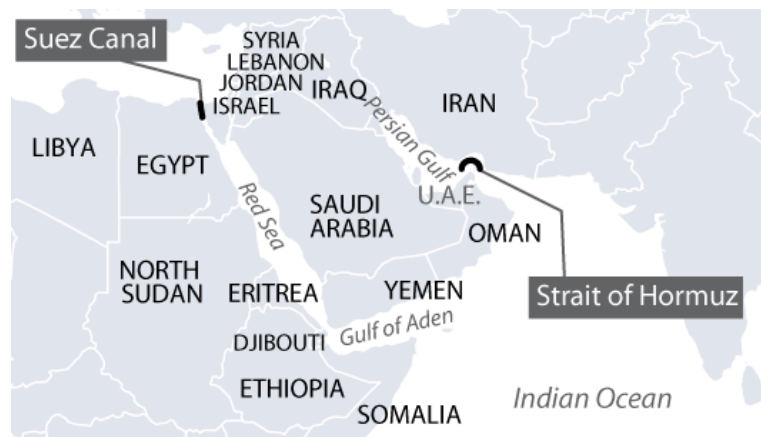 Suez Canal
SYRIA
LEBANON
JORDAN
ISRAEL
IRAQ
IRAN
LIBYA
EGYPT
Persian Gulf
U.A.E.
Red Sea
SAUDI
ARABIA
OMAN
NORTH
SUDAN
ERITREA
YEMEN
Strait of Hormuz
DJIBOUTI
Gulf of Aden
ETHIOPIA
SOMALIA
Indian Ocean